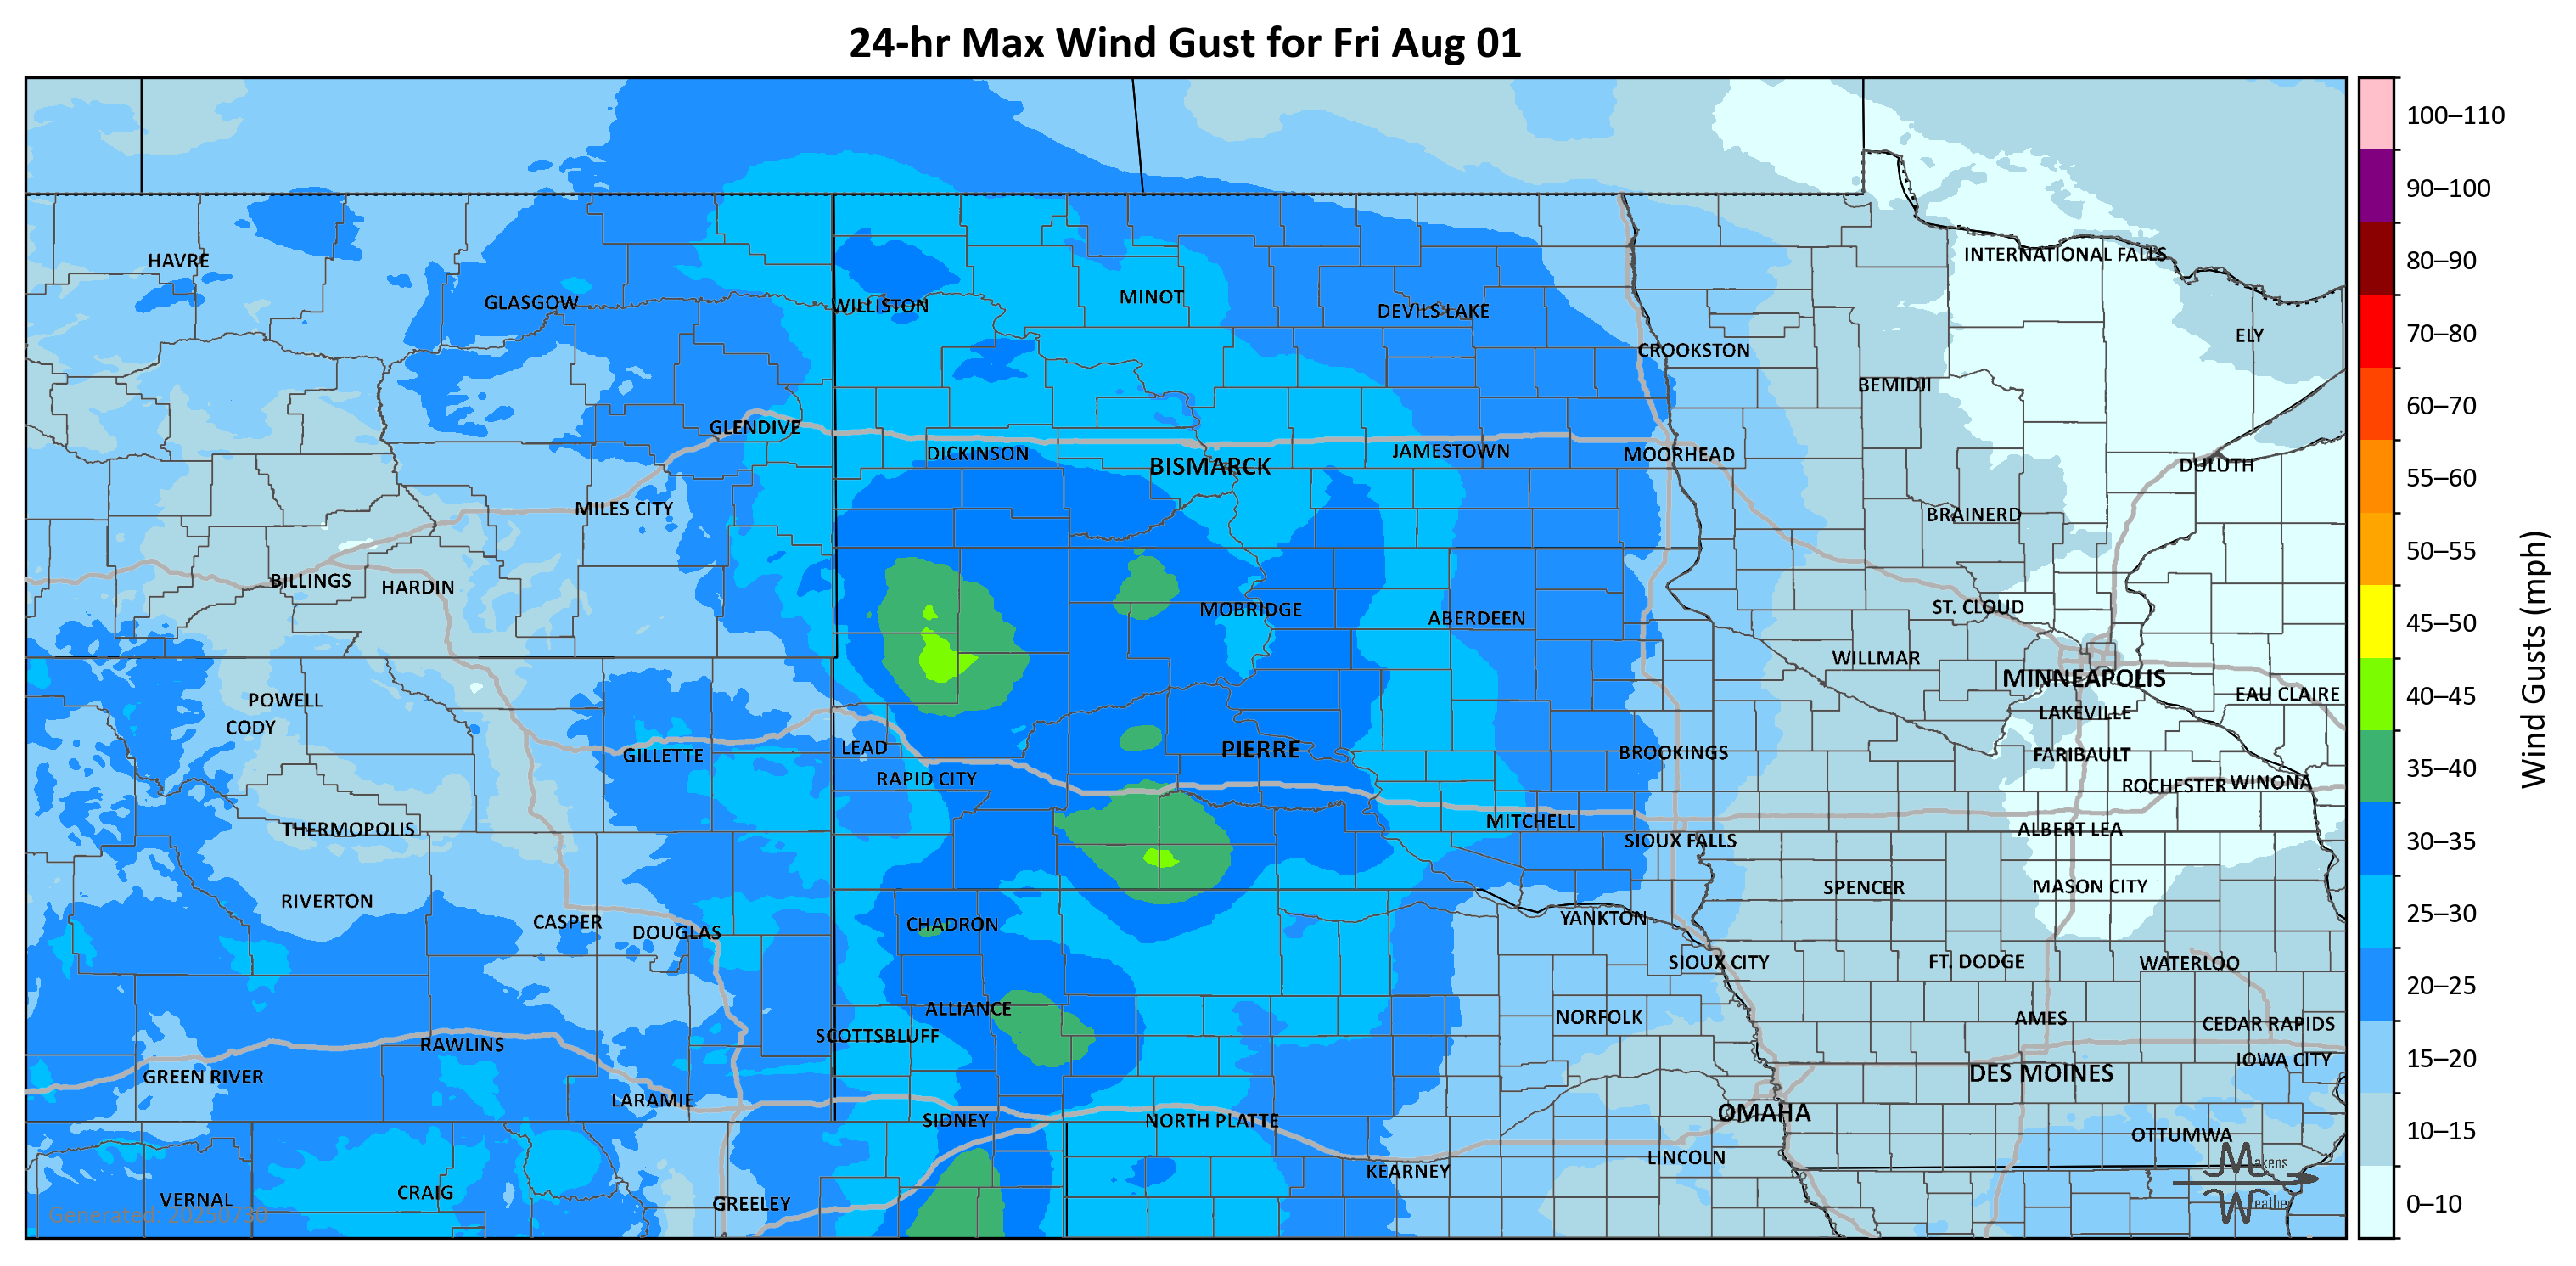 24-hr Max Wind Gust for Fri Aug 01
100–110
90–100
80–90
70–80
60–70
55–60
50–55
45–50
40–45
35–40
30–35
25–30
20–25
15–20
10–15
0–10
Wind Gusts (mph)
HAVRE
INTERNATIONAL FALLS
GLASGOW
WILLISTON
MINOT
DEVILS LAKE
ELY
CROOKSTON
BEMIDJI
GLENDIVE
DICKINSON
BISMARCK
JAMESTOWN
MOORHEAD
DULUTH
MILES CITY
BRAINERD
BILLINGS
HARDIN
MOBRIDGE
ABERDEEN
ST. CLOUD
WILLMAR
MINNEAPOLIS
EAU CLAIRE
POWELL
CODY
LAKEVILLE
GILLETTE
LEAD
PIERRE
BROOKINGS
FARIBAULT
RAPID CITY
ROCHESTER
WINONA
THERMOPOLIS
MITCHELL
SIOUX FALLS
ALBERT LEA
RIVERTON
SPENCER
MASON CITY
CASPER
DOUGLAS
CHADRON
YANKTON
SIOUX CITY
FT. DODGE
WATERLOO
ALLIANCE
NORFOLK
AMES
CEDAR RAPIDS
RAWLINS
SCOTTSBLUFF
IOWA CITY
GREEN RIVER
DES MOINES
LARAMIE
SIDNEY
NORTH PLATTE
OMAHA
OTTUMWA
KEARNEY
LINCOLN
VERNAL
CRAIG
GREELEY
Generated: 20250730
Makens
Weather